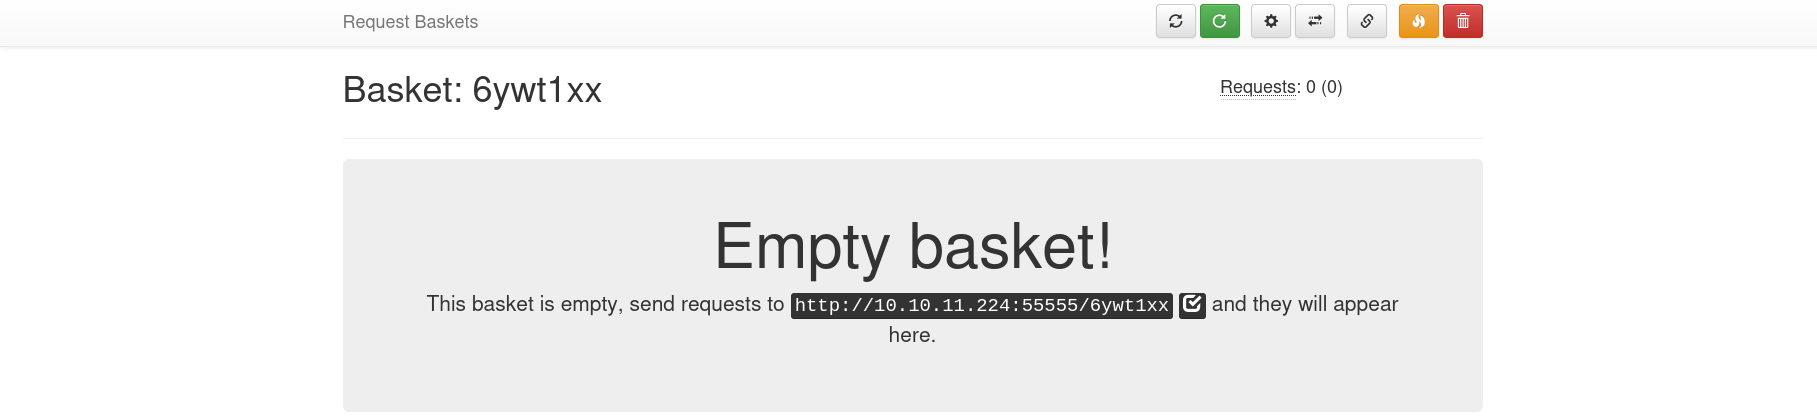 Request Baskets
Basket: 6ywt1xx
Requests: 0 (0)
Empty basket!
This basket is empty, send requests to http://10.10.11.224:55555/6ywt1xx and they will appear
here.